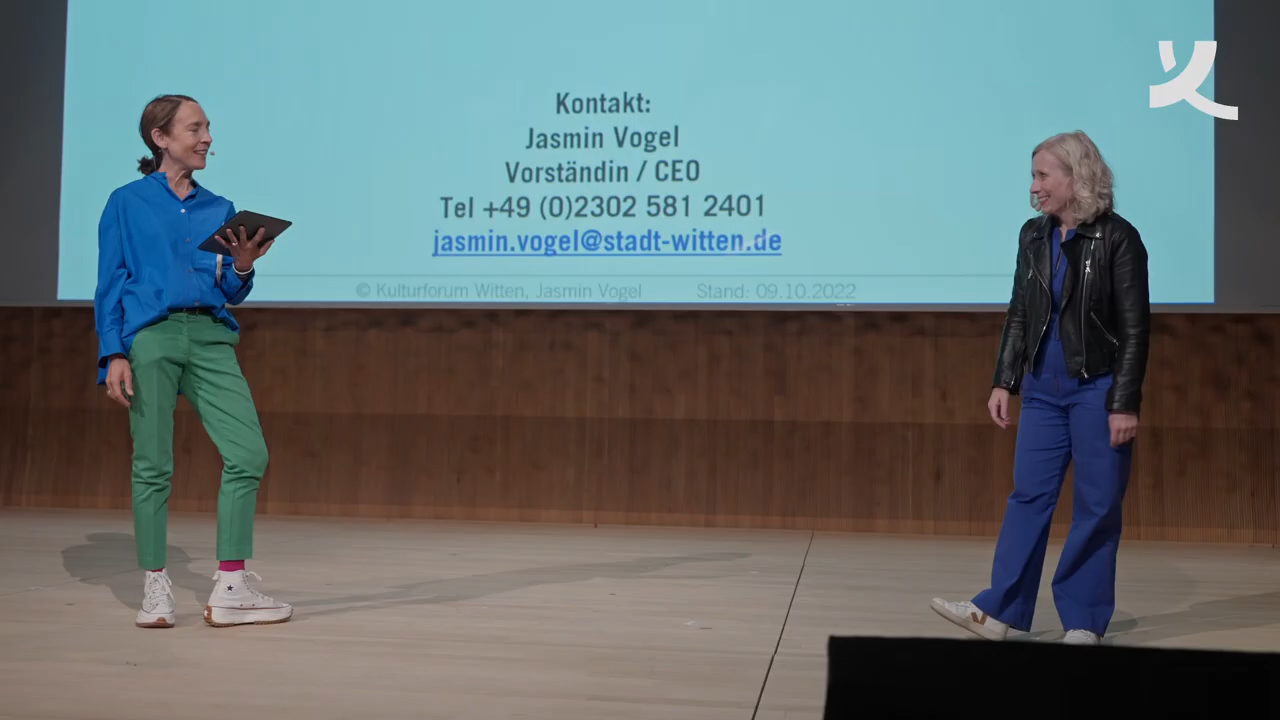 Kontakt:
Jasmin Vogel
Vorständin / CEO
Tel +49 (0)2302 581 2401
jasmin.vogel@stadt-witten.de
© Kulturforum Witten, Jasmin Vogel Stand: 09.10.2022